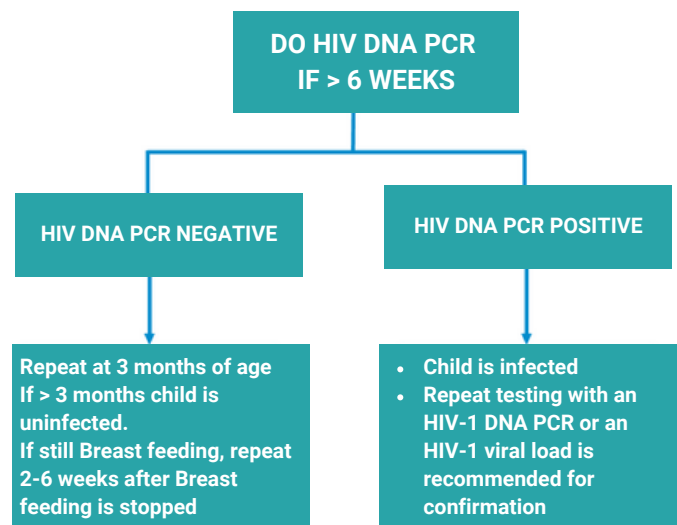 DO HIV DNA PCR
IF > 6 WEEKS
HIV DNA PCR NEGATIVE
HIV DNA PCR POSITIVE
Repeat at 3 months of age
If > 3 months child is
uninfected.
If still Breast feeding, repeat
2-6 weeks after Breast
feeding is stopped
• Child is infected
• Repeat testing with an
HIV-1 DNA PCR or an
HIV-1 viral load is
recommended for
confirmation